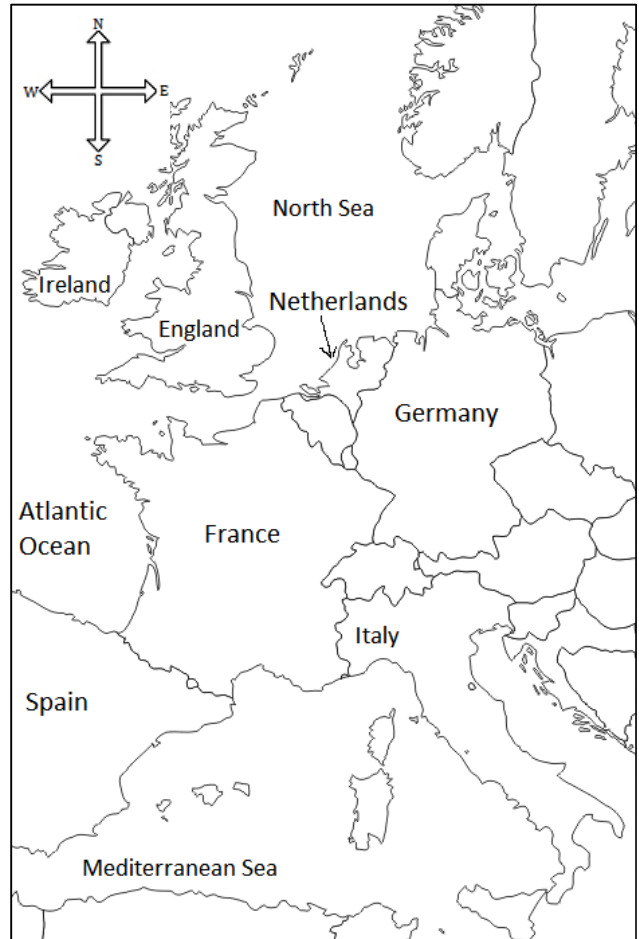 N
W E
S
North Sea
Ireland
Netherlands
England
Germany
Atlantic
Ocean
France
Italy
Spain
Mediterranean Sea